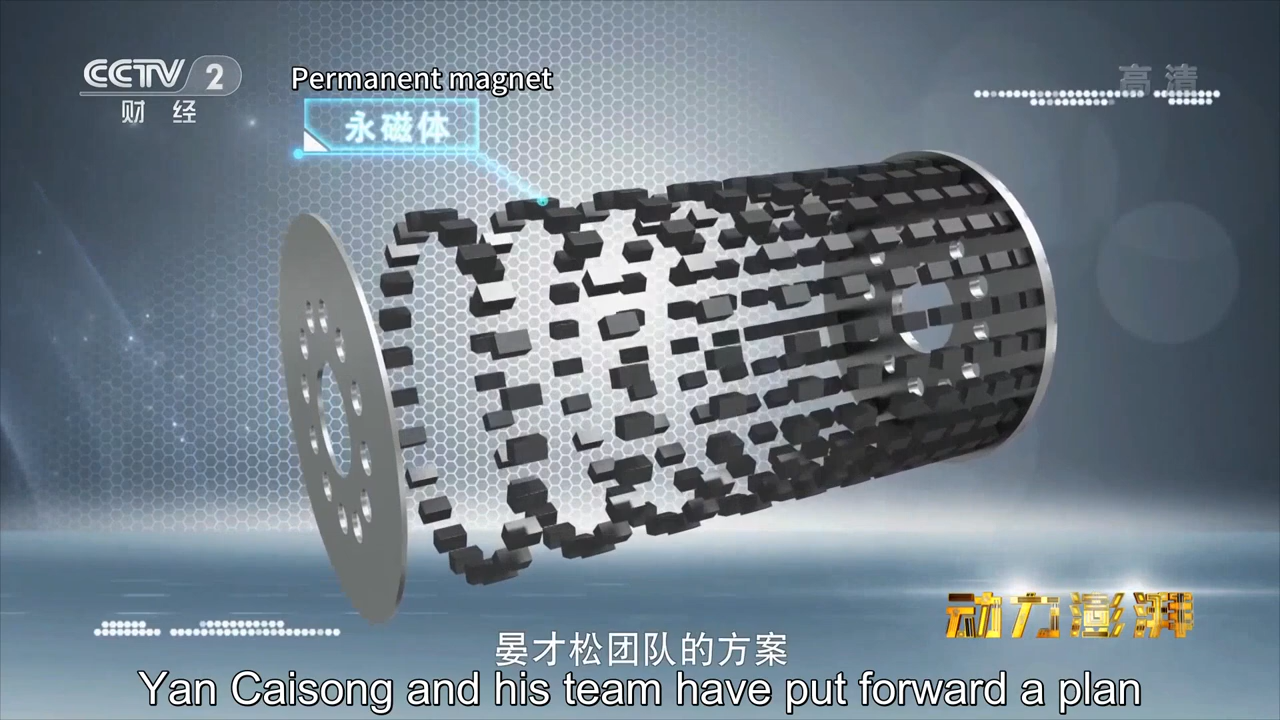 CCTV 2
财经
Permanent magnet
永磁体
高清
动力澎湃
晏才松团队的方案
Yan Caisong and his team have put forward a plan